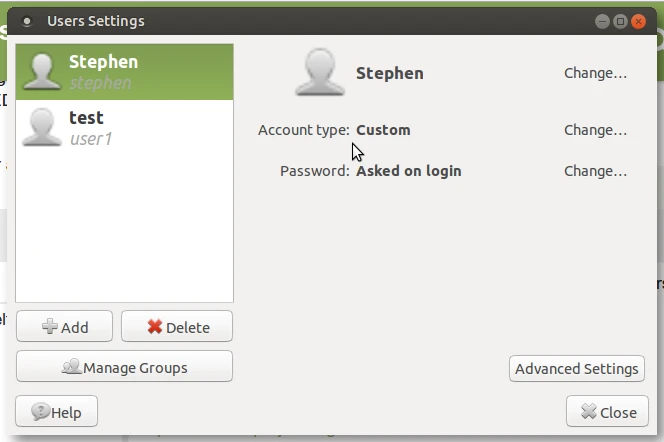 Users Settings
Stephen
stephen
test
user1
Stephen Change...
Account type: Custom Change...
Password: Asked on login Change...
Add Delete
Manage Groups
Advanced Settings
Help Close